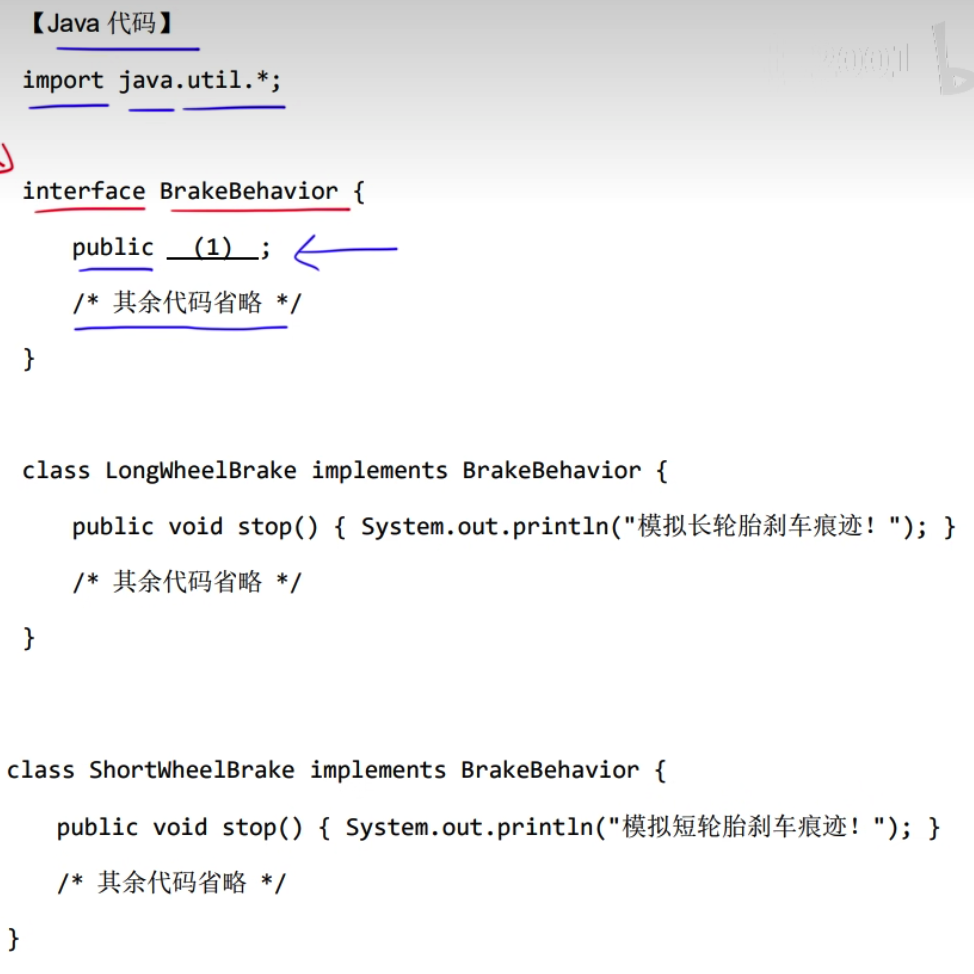 【Java 代码】
import java.util.*;
interface BrakeBehavior {
public (1) ;
/* 其余代码省略 */
}
class LongWheelBrake implements BrakeBehavior {
public void stop() { System.out.println("模拟长轮胎刹车痕迹！"); }
/* 其余代码省略 */
}
class ShortWheelBrake implements BrakeBehavior {
public void stop() { System.out.println("模拟短轮胎刹车痕迹！"); }
/* 其余代码省略 */
}